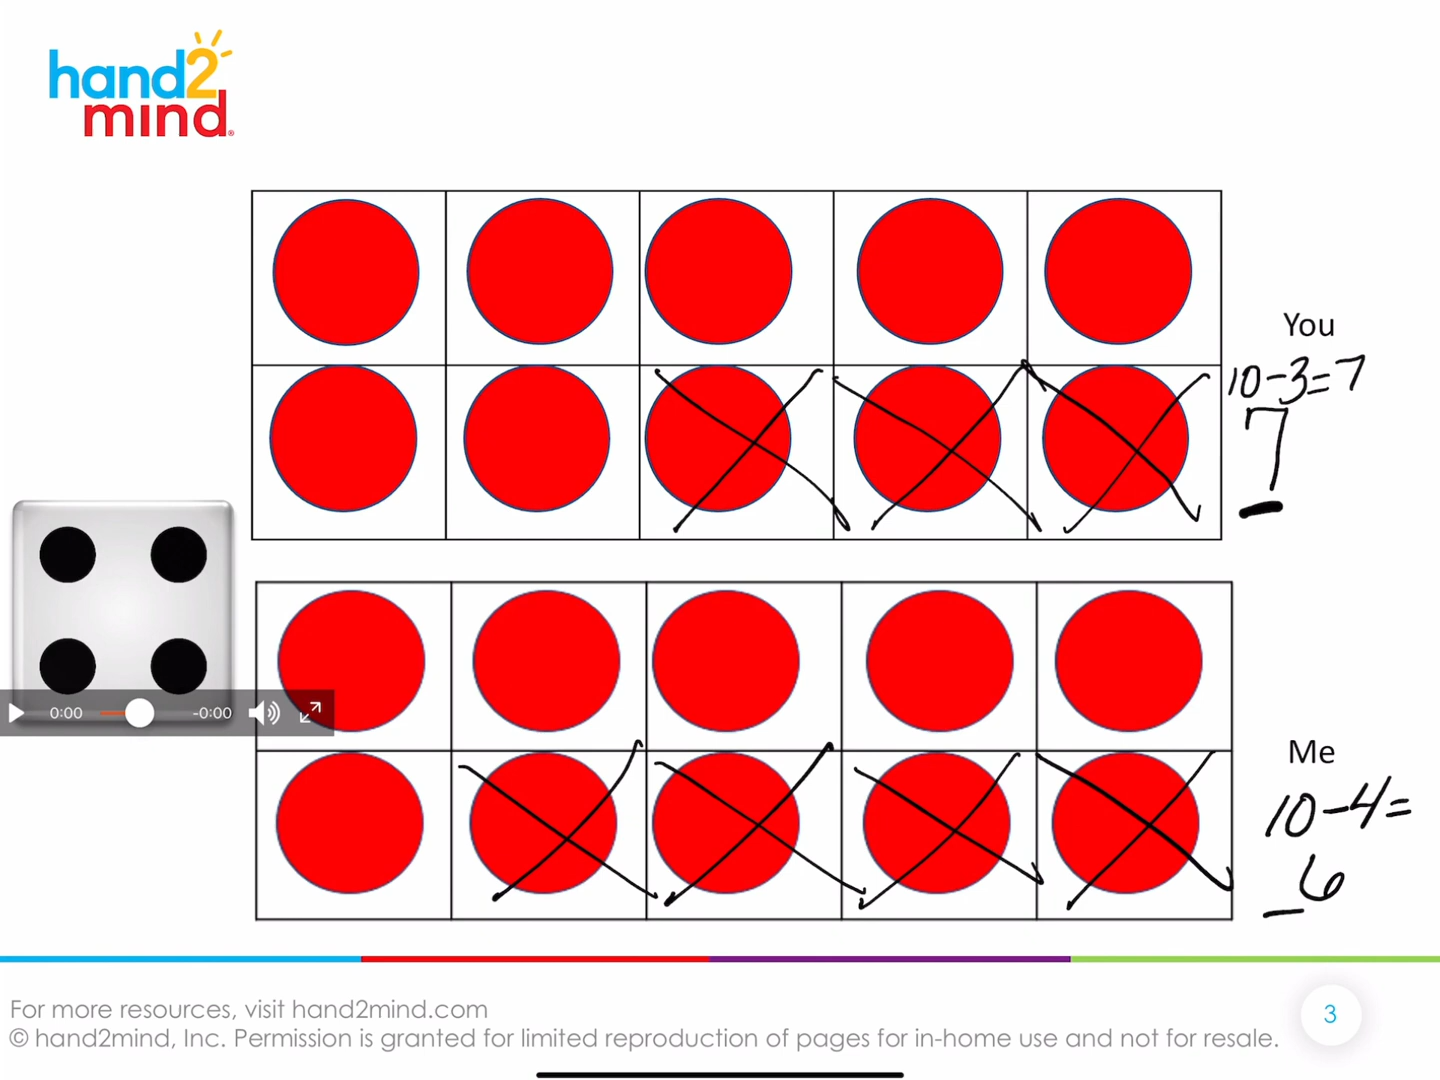 hand2
mind®
You
10-3=7
7
0:00
-0:00
Me
10-4=
6
For more resources, visit hand2mind.com
© hand2mind, Inc. Permission is granted for limited reproduction of pages for in-home use and not for resale.
3